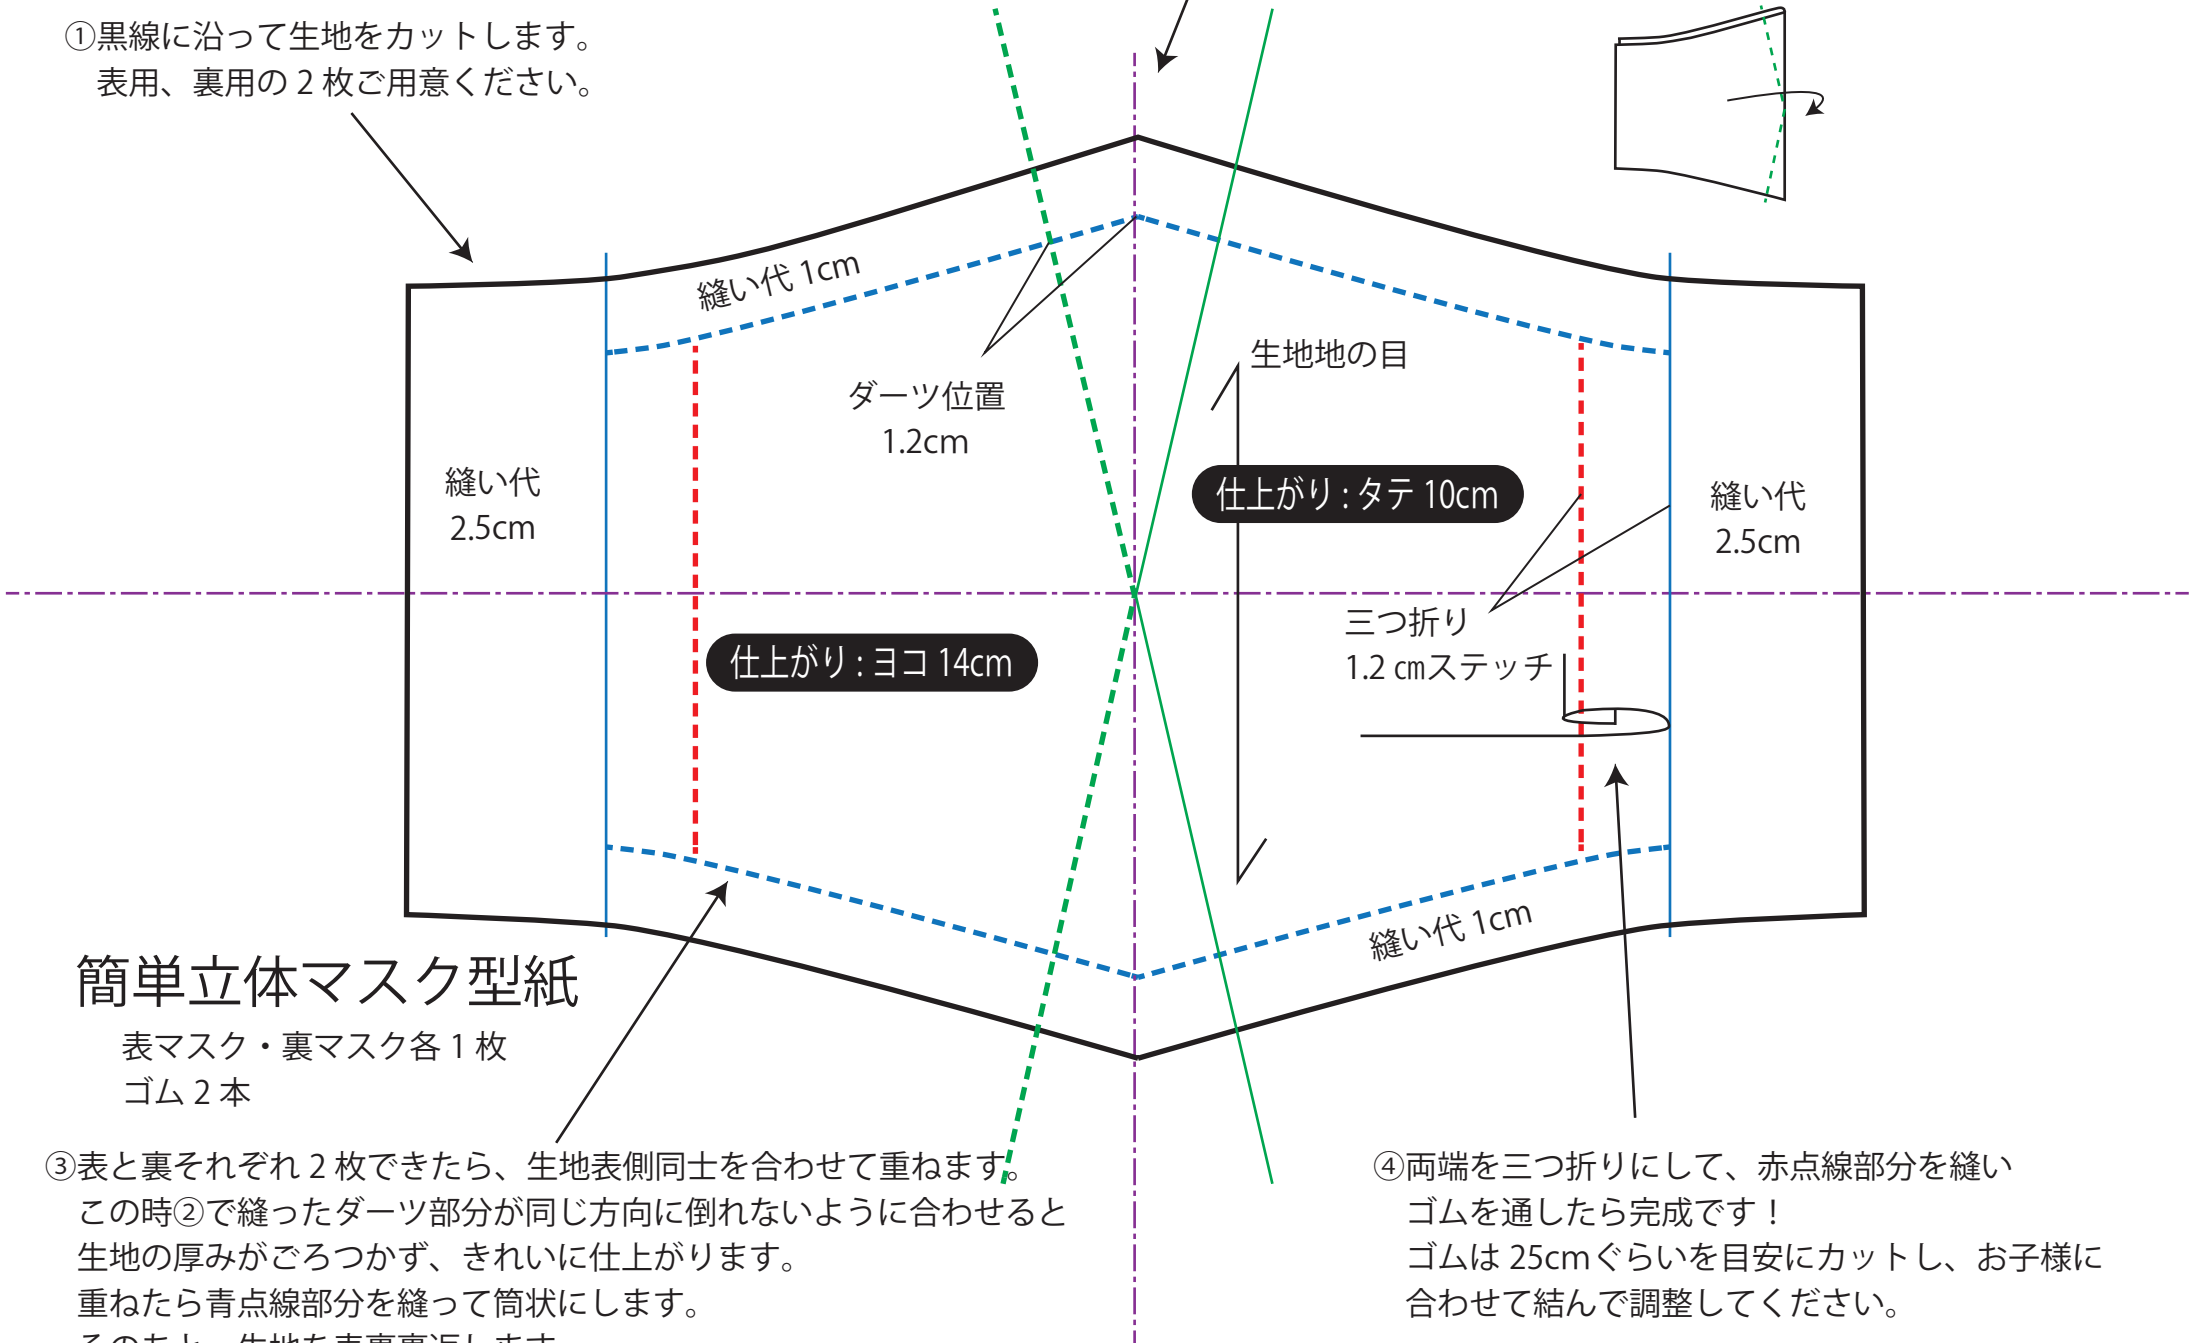 ①黒線に沿って生地をカットします。
表用、裏用の 2 枚ご用意ください。
縫い代 1cm
生地地の目
ダーツ位置
1.2cm
仕上がり : タテ 10cm
縫い代
2.5cm
縫い代
2.5cm
三つ折り
1.2 ㎝ステッチ
仕上がり : ヨコ 14cm
縫い代 1cm
簡単立体マスク型紙
表マスク・裏マスク各 1 枚
ゴム 2 本
③表と裏それぞれ 2 枚できたら、生地表側同士を合わせて重ねます。
この時②で縫ったダーツ部分が同じ方向に倒れないように合わせると
生地の厚みがごろつかず、きれいに仕上がります。
重ねたら青点線部分を縫って筒状にします。
そのあと、生地を表裏裏返します。
④両端を三つ折りにして、赤点線部分を縫い
ゴムを通したら完成です！
ゴムは 25cmぐらいを目安にカットし、お子様に
合わせて結んで調整してください。